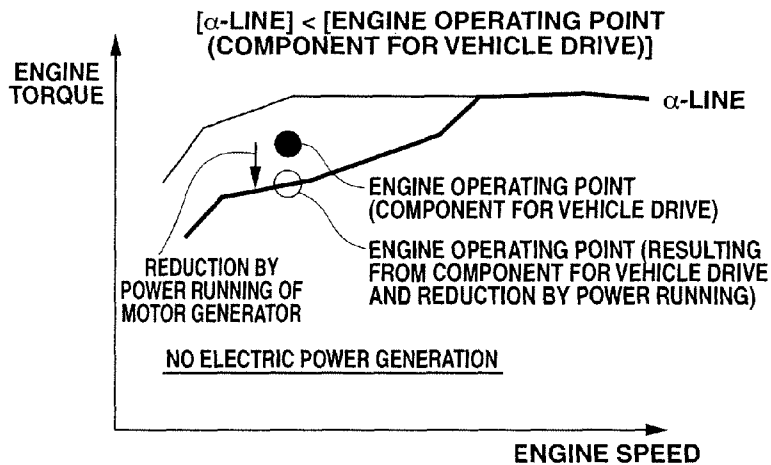 [α-LINE] < [ENGINE OPERATING POINT
(COMPONENT FOR VEHICLE DRIVE)]
ENGINE
TORQUE
α-LINE
ENGINE OPERATING POINT
(COMPONENT FOR VEHICLE DRIVE)
ENGINE OPERATING POINT (RESULTING
FROM COMPONENT FOR VEHICLE DRIVE
AND REDUCTION BY POWER RUNNING)
REDUCTION BY
POWER RUNNING OF
MOTOR GENERATOR
NO ELECTRIC POWER GENERATION
ENGINE SPEED